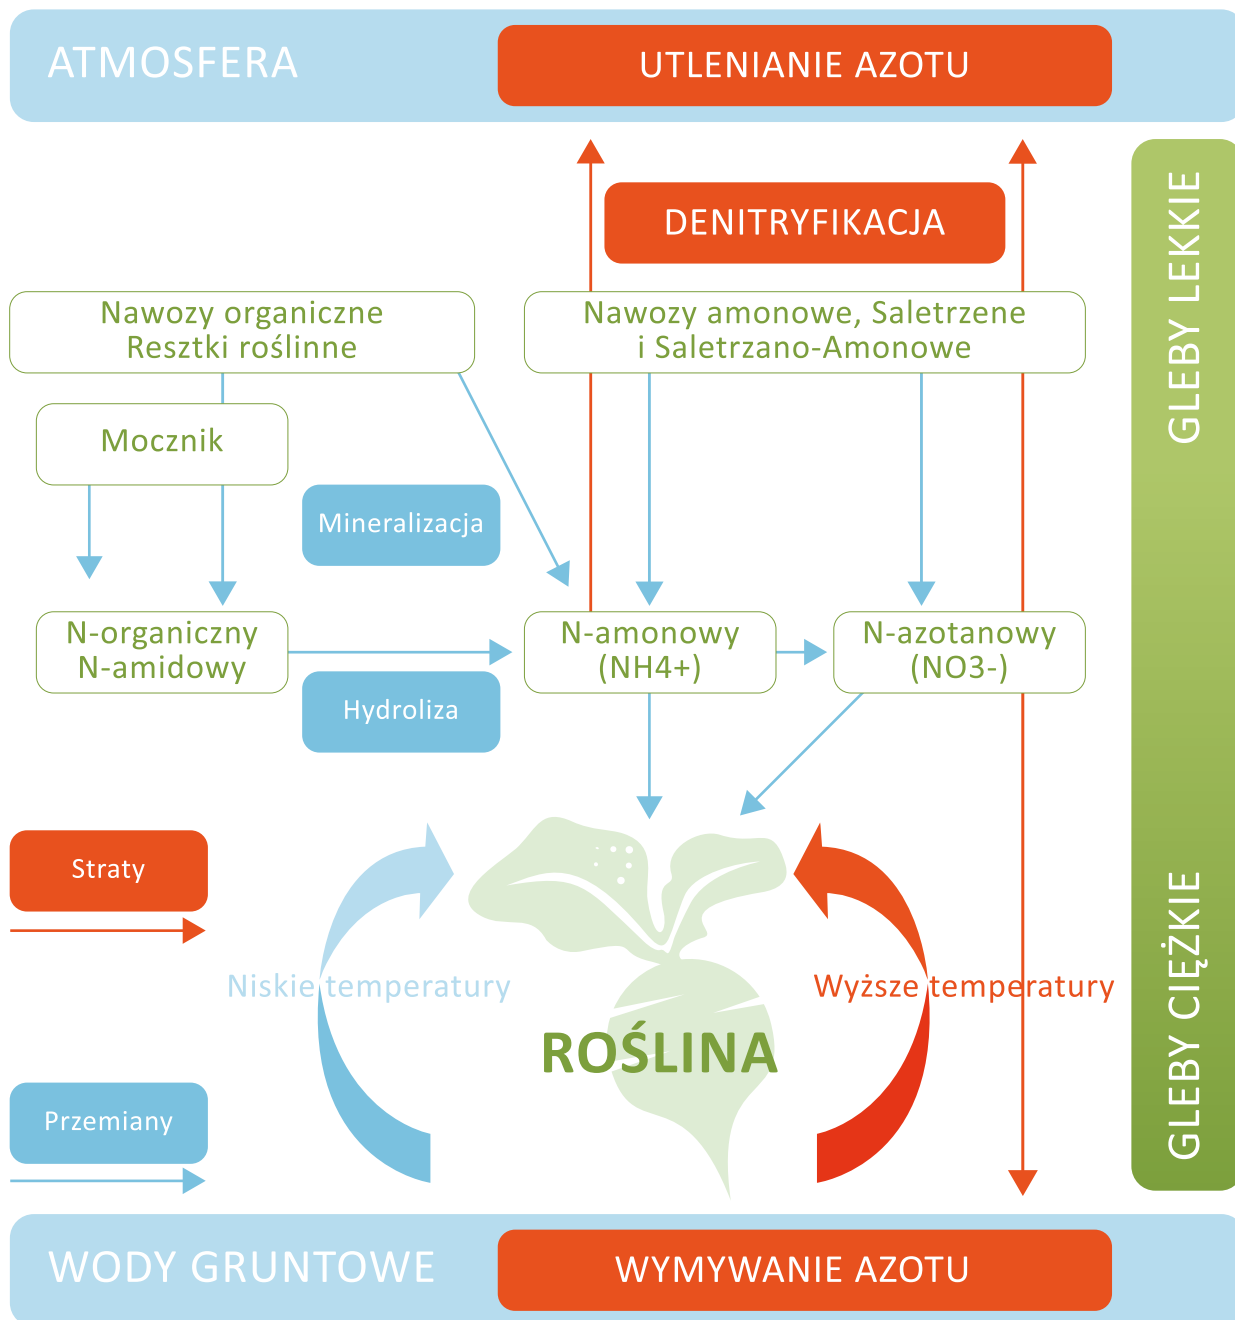 ATMOSFERA
UTLENIANIE AZOTU
DENITRYFIKACJA
GLEBY LEKKIE
Nawozy organiczne
Resztki roślinne
Nawozy amonowe, Saletrzene
i Saletrzano-Amonowe
Mocznik
Mineralizacja
N-organiczny
N-amidowy
N-amonowy
(NH4+)
N-azotanowy
(NO3-)
Hydroliza
Straty
Niskie temperatury
Wyższe temperatury
ROŚLINA
GLEBY CIĘŻKIE
Przemiany
WODY GRUNTOWE
WYMYWANIE AZOTU